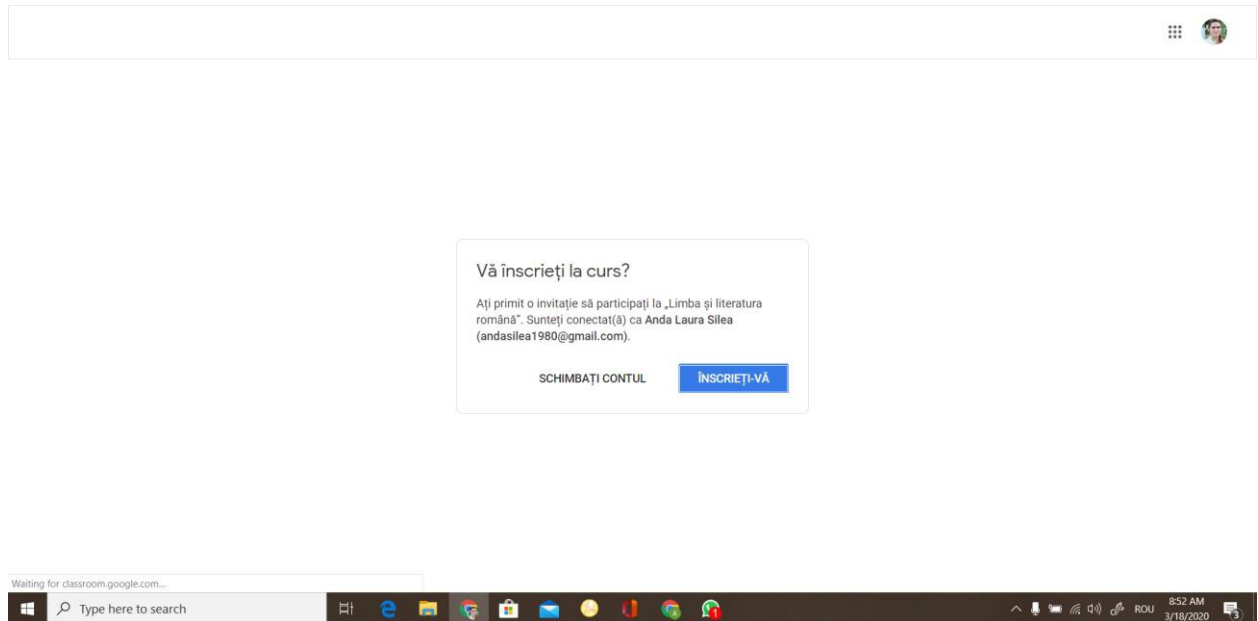 Vă înscrieți la curs?
Ați primit o invitație să participați la „Limba și literatura
română”. Sunteți conectat(ă) ca Anda Laura Silea
(andasilea1980@gmail.com).
SCHIMBAȚI CONTUL ÎNSCRIEȚI-VĂ
Waiting for classroom.google.com...
Type here to search
ROU
8:52 AM
3/18/2020
3
1